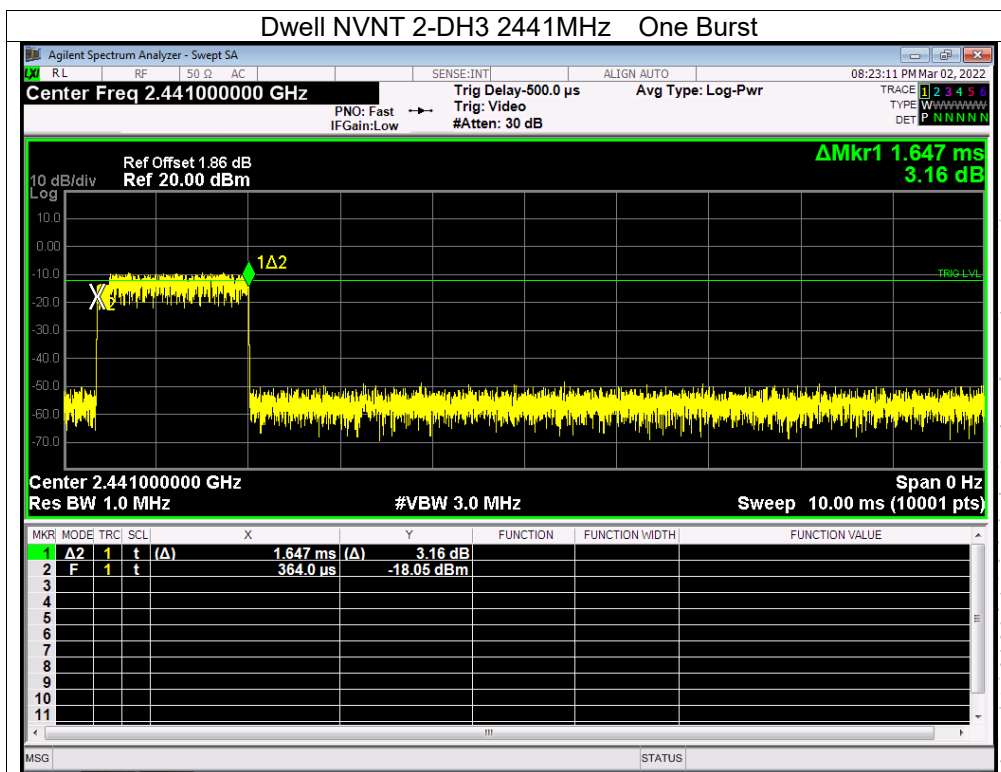 Dwell NVNT 2-DH3 2441MHz One Burst
Agilent Spectrum Analyzer - Swept SA
LXI RL RF 50 Ω AC SENSE:INT ALIGN AUTO 08:23:11 PM Mar 02, 2022
Center Freq 2.441000000 GHz
PNO: Fast
IFGain:Low
Trig Delay-500.0 µs
Trig: Video
#Atten: 30 dB
Avg Type: Log-Pwr
TRACE 1 2 3 4 5 6
TYPE WWWWWW
DET P N N N N N
ΔMkr1 1.647 ms
3.16 dB
Ref Offset 1.86 dB
10 dB/div Ref 20.00 dBm
Log
10.0
0.00
1Δ2
-10.0
TRIG LVL
2
-20.0
-30.0
-40.0
-50.0
-60.0
-70.0
Center 2.441000000 GHz Span 0 Hz
Res BW 1.0 MHz #VBW 3.0 MHz Sweep 10.00 ms (10001 pts)
MKR MODE TRC SCL X Y FUNCTION FUNCTION WIDTH FUNCTION VALUE
1 Δ2 1 t (Δ) 1.647 ms (Δ) 3.16 dB
2 F 1 t 364.0 µs -18.05 dBm
3
4
5
6
7
8
9
10
11
MSG STATUS